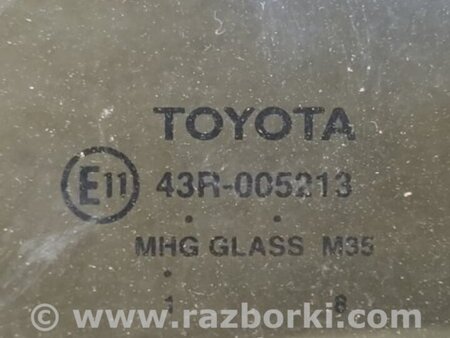 TOYOTA
E11 43R-005213
MHG GLASS M35
1 8
© www.razborki.com